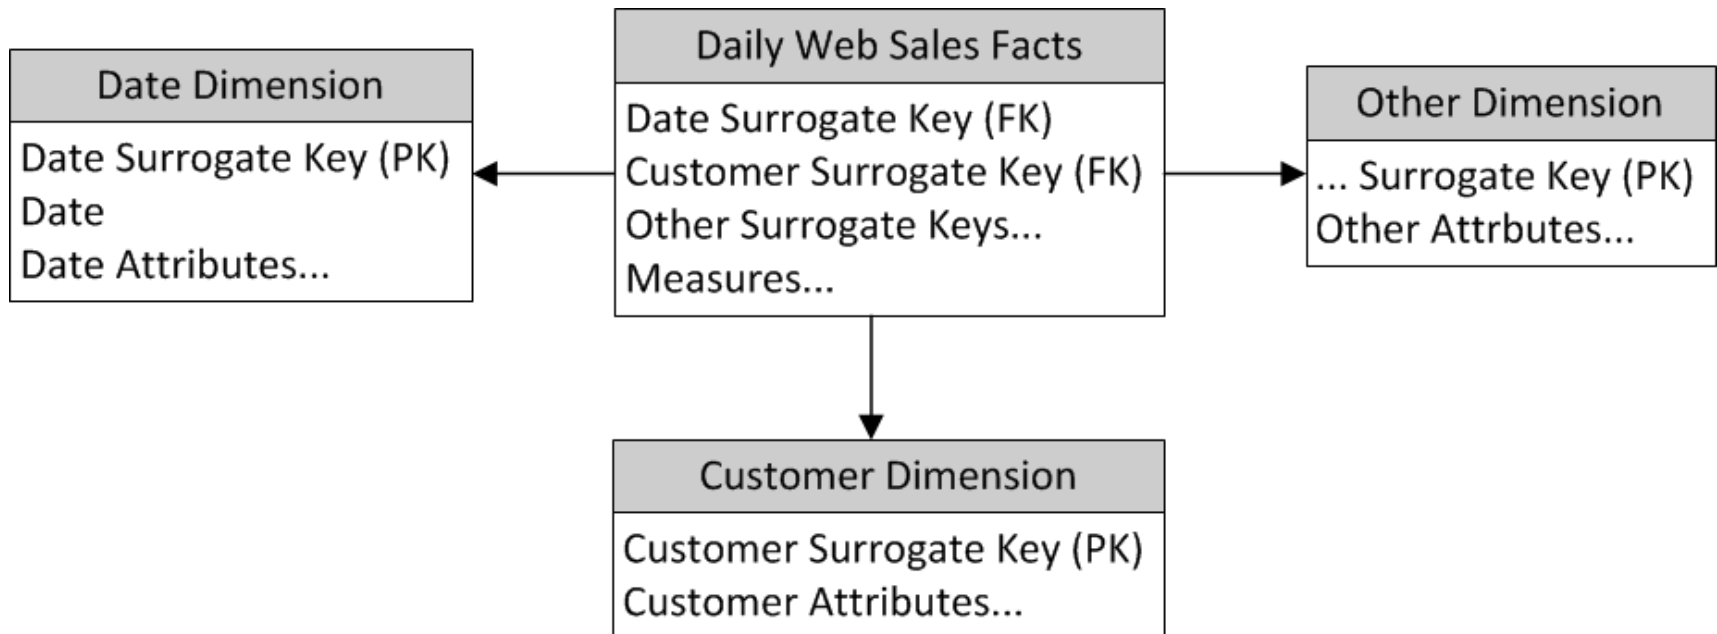 Date Dimension
Date Surrogate Key (PK)
Date
Date Attributes...
Daily Web Sales Facts
Date Surrogate Key (FK)
Customer Surrogate Key (FK)
Other Surrogate Keys...
Measures...
Other Dimension
... Surrogate Key (PK)
Other Attrbutes...
Customer Dimension
Customer Surrogate Key (PK)
Customer Attributes...